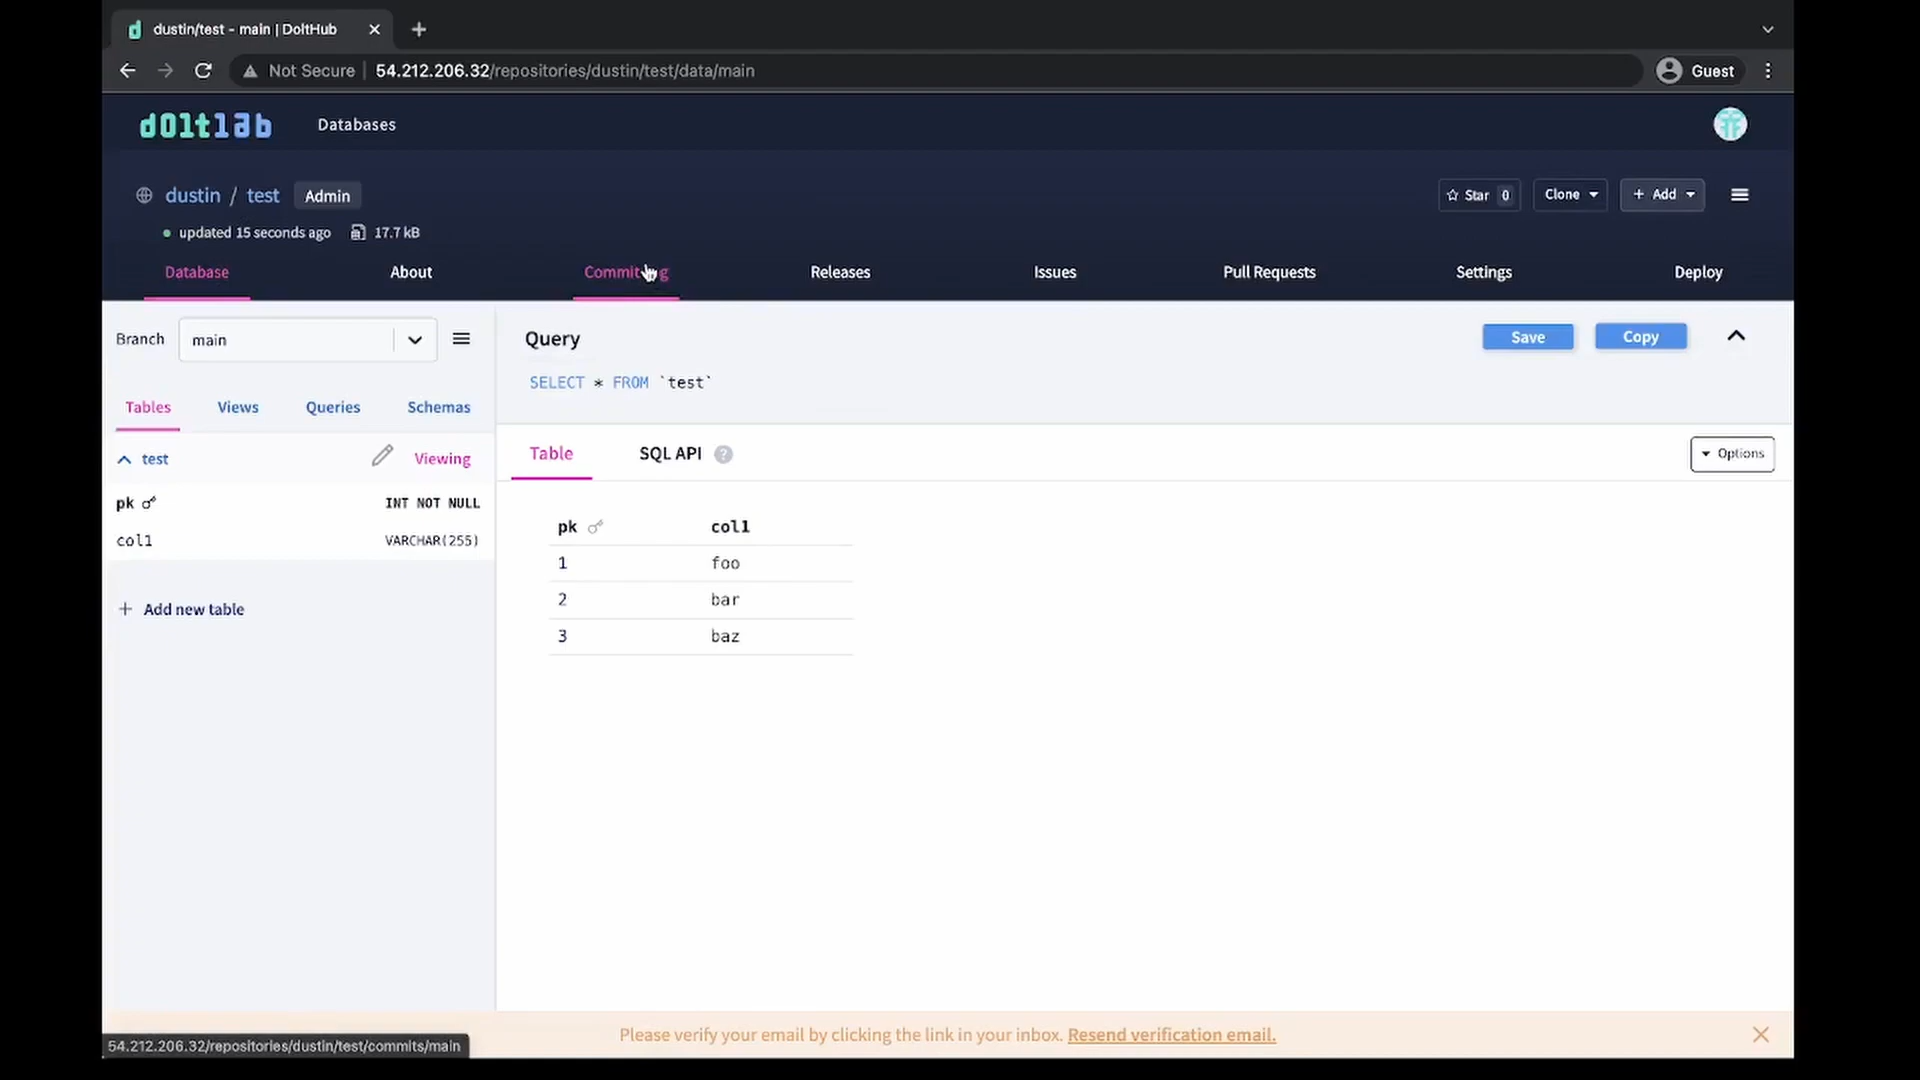 dustin/test - main | DoltHub
Not Secure 54.212.206.32/repositories/dustin/test/data/main Guest
doltlab Databases
dustin / test Admin Star 0 Clone + Add
updated 15 seconds ago 17.7 kB
Database About Commit Releases Issues Pull Requests Settings Deploy
Branch main
Query Save Copy
SELECT * FROM `test`
Tables Views Queries Schemas
Table SQL API ? Options
test Viewing
pk INT NOT NULL
col1 VARCHAR(255)
+ Add new table
pk col1
1 foo
2 bar
3 baz
Please verify your email by clicking the link in your inbox. Resend verification email.
54.212.206.32/repositories/dustin/test/commits/main